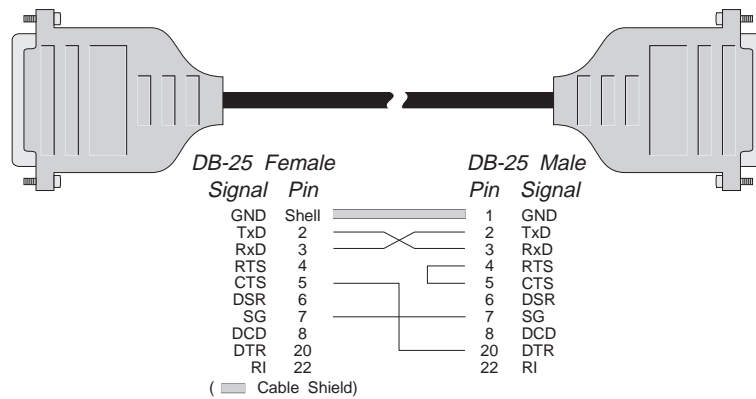 DB-25 Female DB-25 Male
Signal Pin Pin Signal
GND Shell 1 GND
TxD 2 2 TxD
RxD 3 3 RxD
RTS 4 4 RTS
CTS 5 5 CTS
DSR 6 6 DSR
SG 7 7 SG
DCD 8 8 DCD
DTR 20 20 DTR
RI 22 22 RI
( Cable Shield)